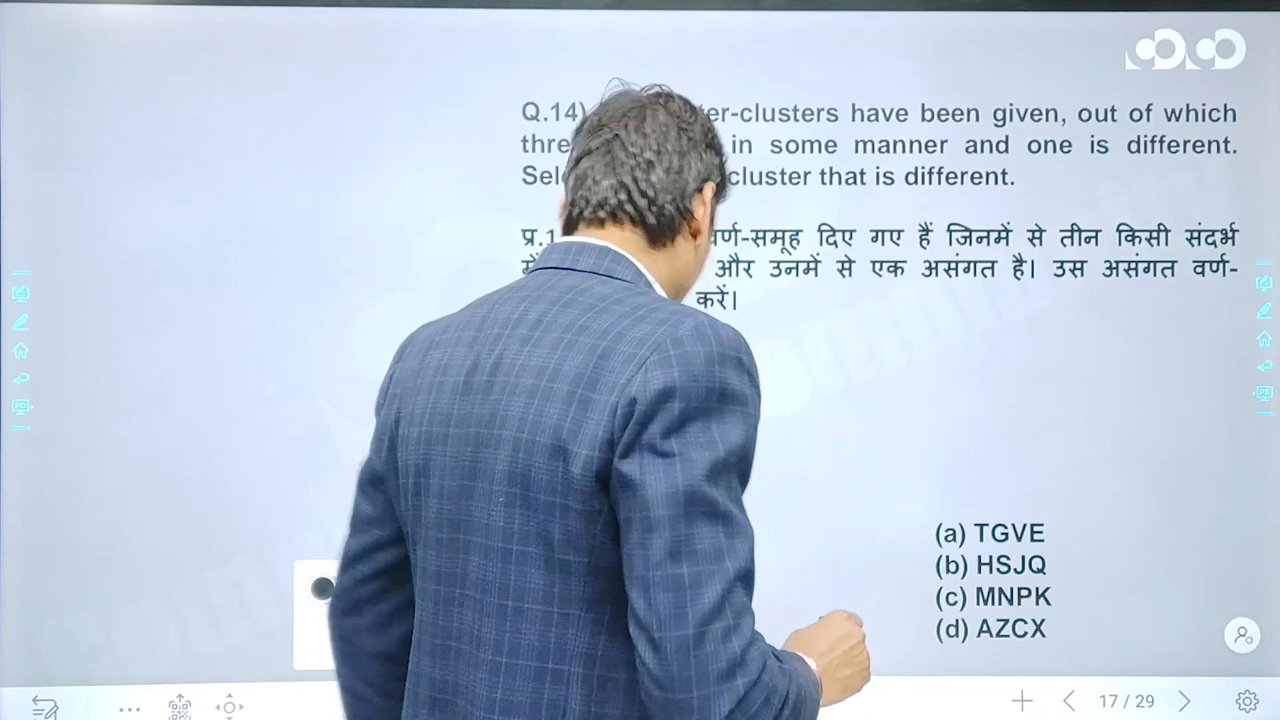 Q.14) ter-clusters have been given, out of which
thre in some manner and one is different.
Sel cluster that is different.
प्र.1 वर्ण-समूह दिए गए हैं जिनमें से तीन किसी संदर्भ
में और उनमें से एक असंगत है। उस असंगत वर्ण-
करें।
(a) TGVE
(b) HSJQ
(c) MNPK
(d) AZCX
17 / 29